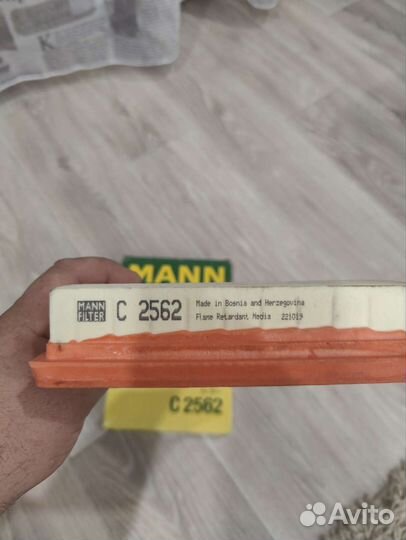 K
MANN
MANN
FILTER
C 2562
Made in Bosnia and Herzegovina
Flame Retardant Media 221019
C 2562
Avito